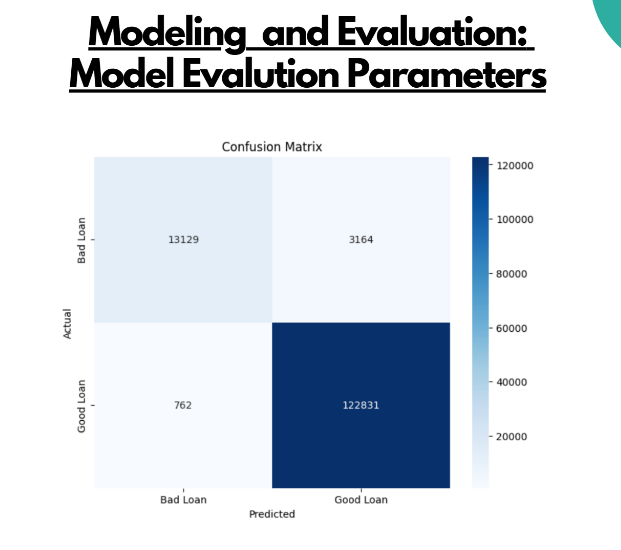 Modeling and Evaluation:
Model Evalution Parameters
Confusion Matrix
120000
100000
80000
60000
40000
20000
Actual
Bad Loan
13129
3164
Good Loan
762
122831
Bad Loan
Good Loan
Predicted